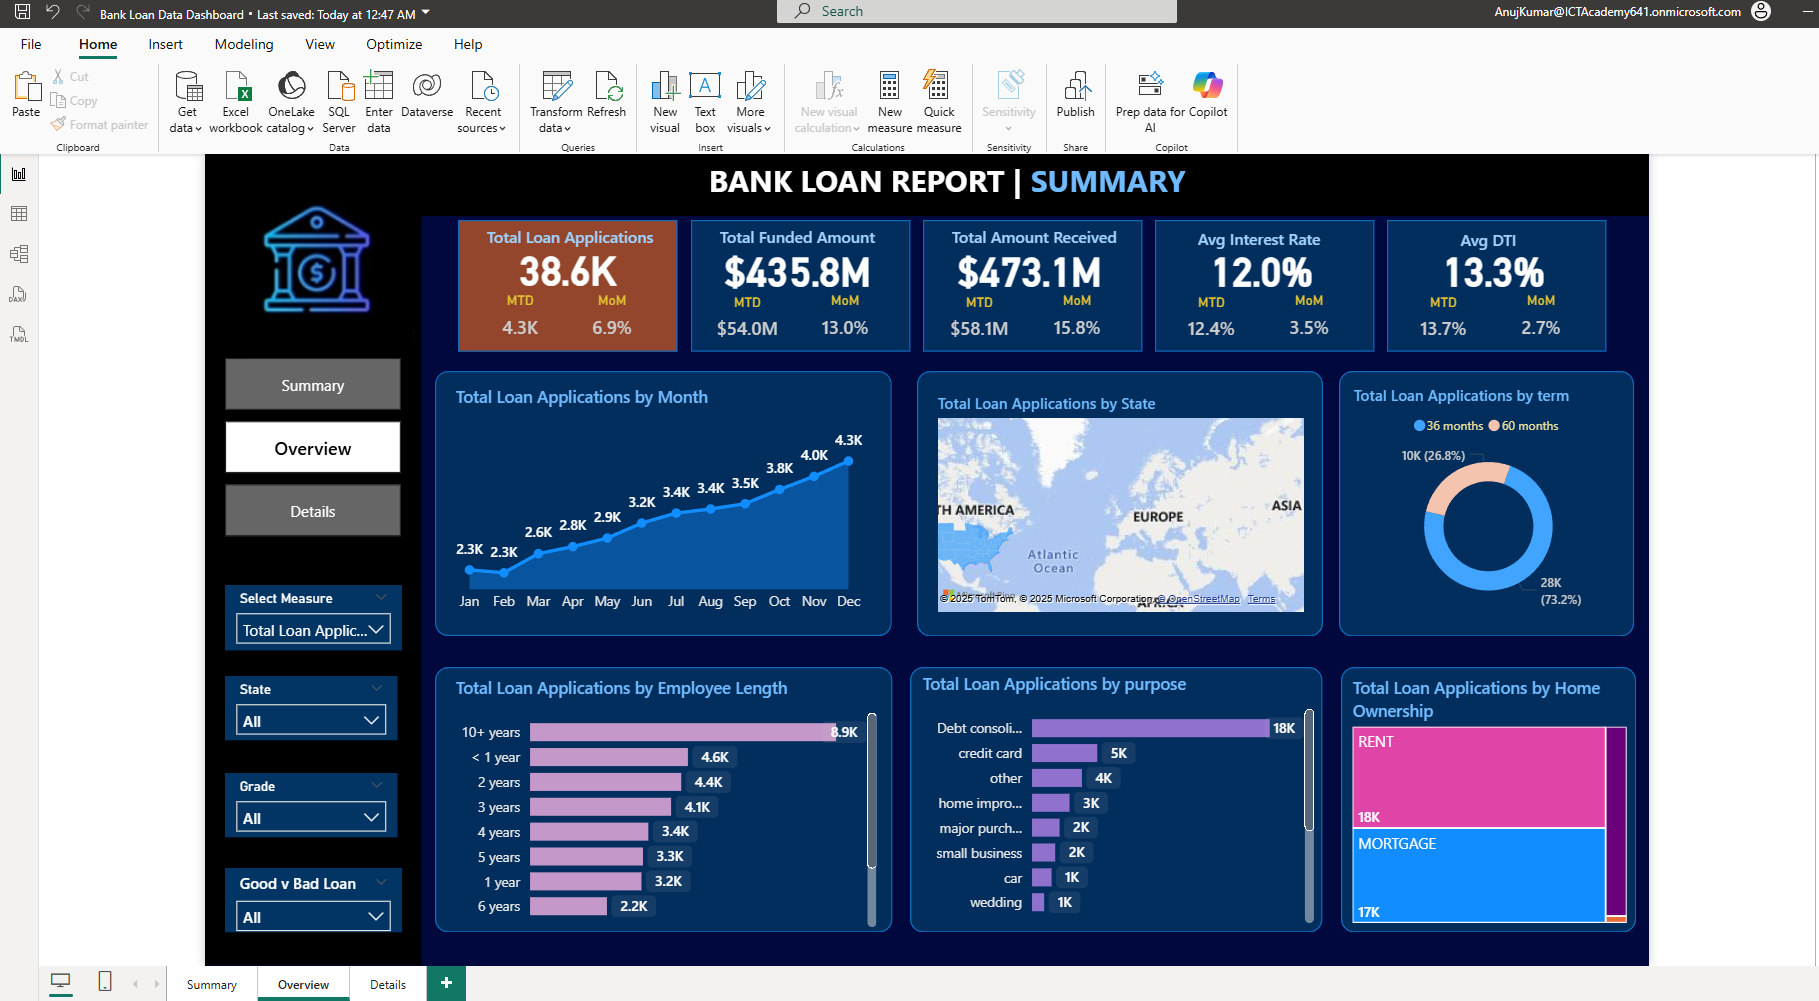 Bank Loan Data Dashboard • Last saved: Today at 12:47 AM
Search
AnujKumar@ICTAcademy641.onmicrosoft.com
File
Home
Insert
Modeling
View
Optimize
Help
Paste
Cut
Copy
Format painter
Clipboard
Get
data
Excel
workbook
OneLake
catalog
SQL
Server
Enter
data
Dataverse
Recent
sources
Data
Transform
data
Refresh
Queries
New
visual
Text
box
More
visuals
Insert
New visual
calculation
New
measure
Quick
measure
Calculations
Sensitivity
Sensitivity
Publish
Share
Prep data for
AI
Copilot
Copilot
DAX
TMDL
BANK LOAN REPORT | SUMMARY
Total Loan Applications
38.6K
MTD MoM
4.3K 6.9%
Total Funded Amount
$435.8M
MTD MoM
$54.0M 13.0%
Total Amount Received
$473.1M
MTD MoM
$58.1M 15.8%
Avg Interest Rate
12.0%
MTD MoM
12.4% 3.5%
Avg DTI
13.3%
MTD MoM
13.7% 2.7%
Summary
Overview
Details
Select Measure
Total Loan Applic...
State
All
Grade
All
Good v Bad Loan
All
Total Loan Applications by Month
2.3K 2.3K 2.6K 2.8K 2.9K 3.2K 3.4K 3.4K 3.5K 3.8K 4.0K 4.3K
Jan Feb Mar Apr May Jun Jul Aug Sep Oct Nov Dec
Total Loan Applications by State
TH AMERICA
EUROPE
ASIA
Atlantic
Ocean
AFRICA
© 2025 TomTom, © 2025 Microsoft Corporation, © OpenStreetMap Terms
Total Loan Applications by term
36 months 60 months
10K (26.8%)
28K
(73.2%)
Total Loan Applications by Employee Length
10+ years 8.9K
< 1 year 4.6K
2 years 4.4K
3 years 4.1K
4 years 3.4K
5 years 3.3K
1 year 3.2K
6 years 2.2K
Total Loan Applications by purpose
Debt consoli... 18K
credit card 5K
other 4K
home impro... 3K
major purch... 2K
small business 2K
car 1K
wedding 1K
Total Loan Applications by Home
Ownership
RENT
18K
MORTGAGE
17K
Summary
Overview
Details